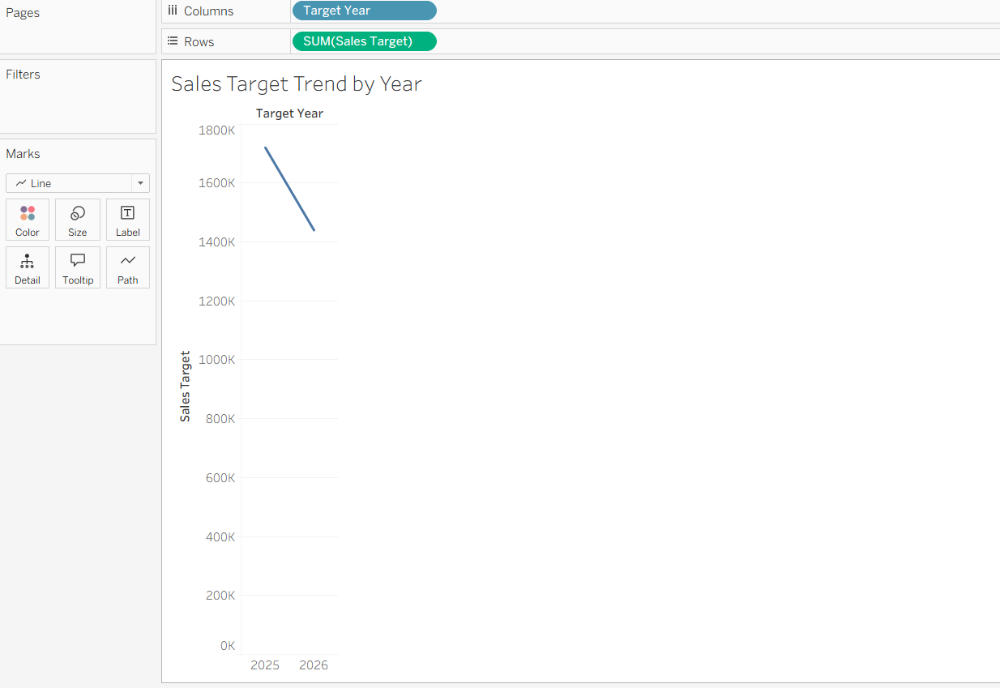 Pages
Columns
Target Year
Rows
SUM(Sales Target)
Filters
Marks
Line
Color
Size
Label
Detail
Tooltip
Path
Sales Target Trend by Year
Target Year
1800K
1600K
1400K
1200K
1000K
800K
600K
400K
200K
0K
Sales Target
2025
2026